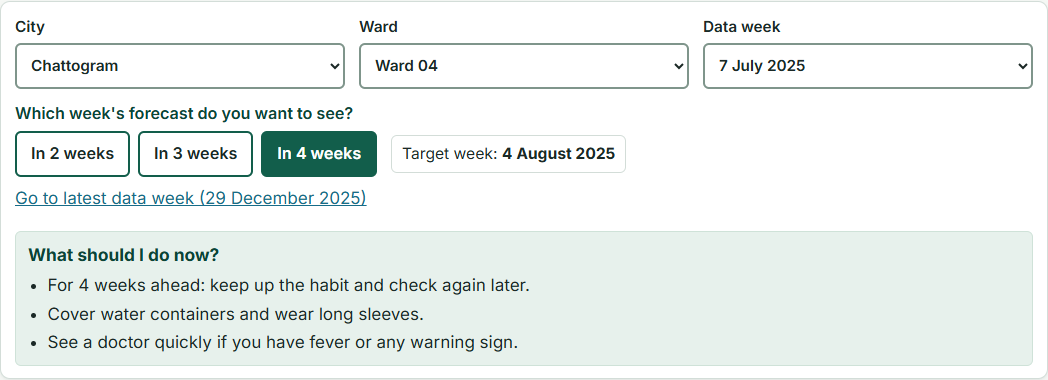 City
Ward
Data week
Chattogram
Ward 04
7 July 2025
Which week's forecast do you want to see?
In 2 weeks
In 3 weeks
In 4 weeks
Target week: 4 August 2025
Go to latest data week (29 December 2025)
What should I do now?
• For 4 weeks ahead: keep up the habit and check again later.
• Cover water containers and wear long sleeves.
• See a doctor quickly if you have fever or any warning sign.